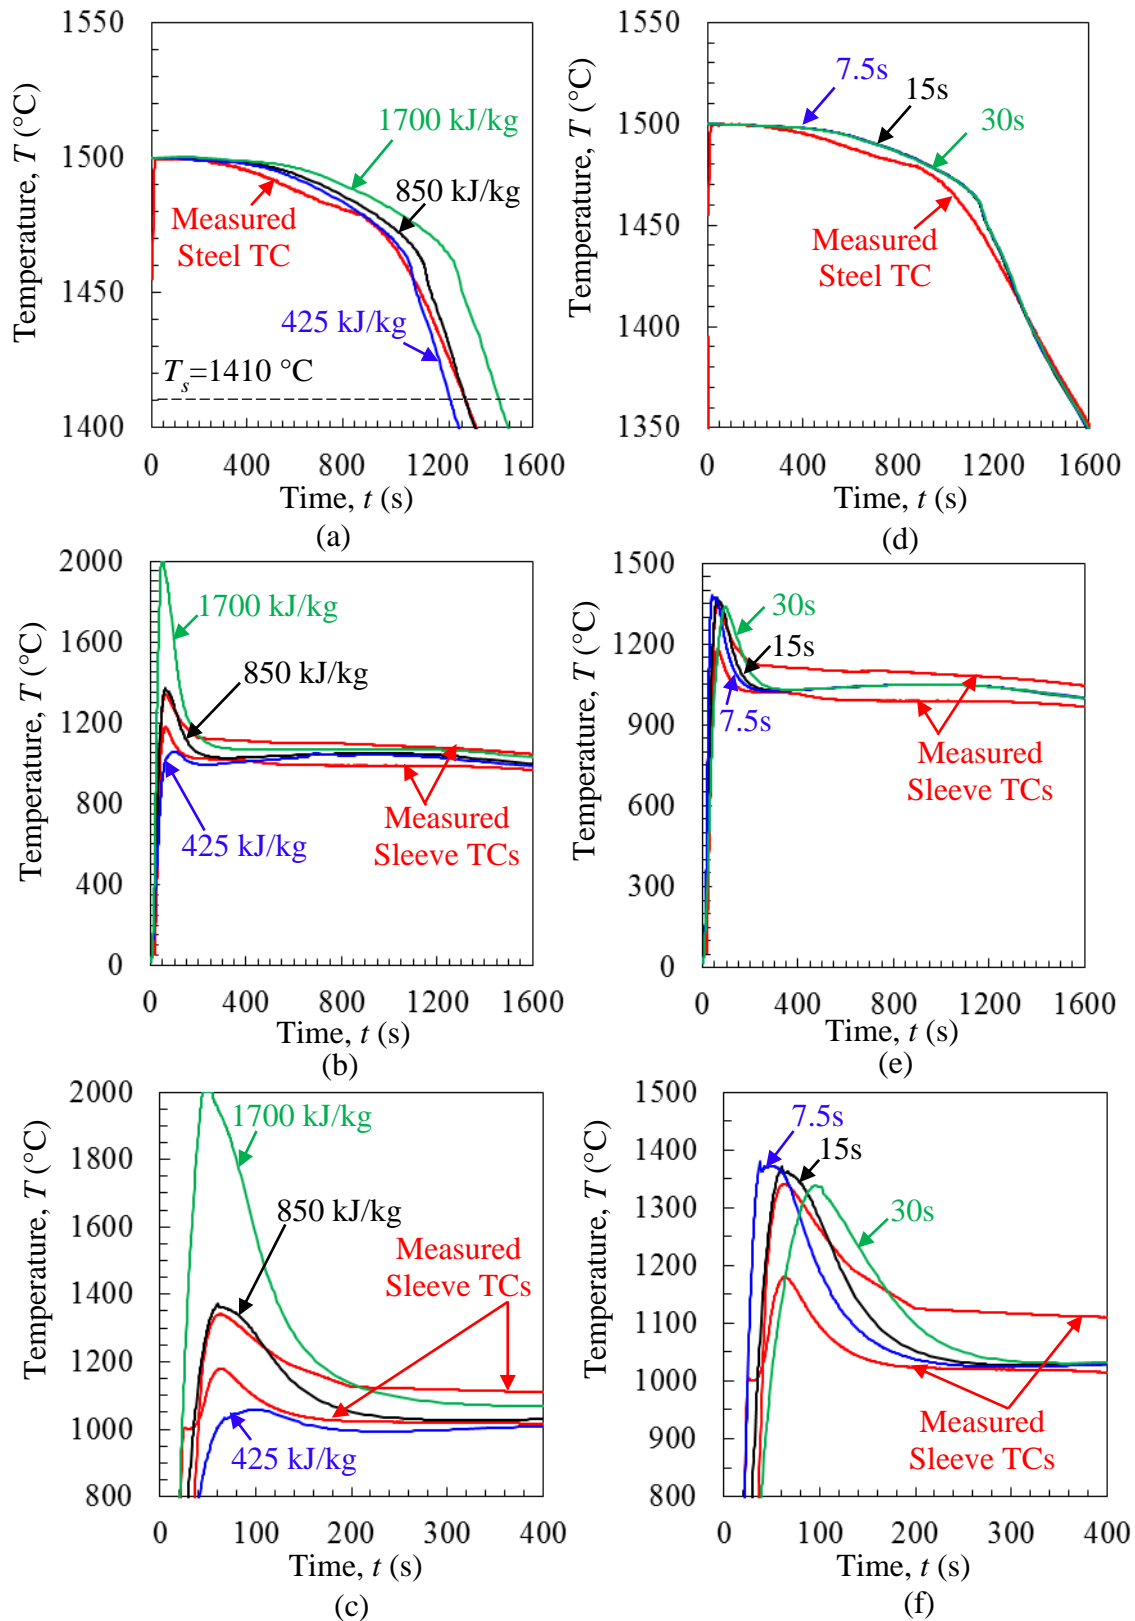 1550
1500
1450
1400
Temperature, T (°C)
1700 kJ/kg
850 kJ/kg
Measured
Steel TC
425 kJ/kg
Ts=1410 °C
0 400 800 1200 1600
Time, t (s)
(a)
1550
1500
1450
1400
1350
Temperature, T (°C)
7.5s
15s
30s
Measured
Steel TC
0 400 800 1200 1600
Time, t (s)
(d)
2000
1600
1200
800
400
0
Temperature, T (°C)
1700 kJ/kg
850 kJ/kg
425 kJ/kg
Measured
Sleeve TCs
0 400 800 1200 1600
Time, t (s)
(b)
1500
1200
900
600
300
0
Temperature, T (°C)
30s
15s
7.5s
Measured
Sleeve TCs
0 400 800 1200 1600
Time, t (s)
(e)
2000
1800
1600
1400
1200
1000
800
Temperature, T (°C)
1700 kJ/kg
850 kJ/kg
Measured
Sleeve TCs
425 kJ/kg
0 100 200 300 400
Time, t (s)
(c)
1500
1400
1300
1200
1100
1000
900
800
Temperature, T (°C)
7.5s
15s
30s
Measured
Sleeve TCs
0 100 200 300 400
Time, t (s)
(f)